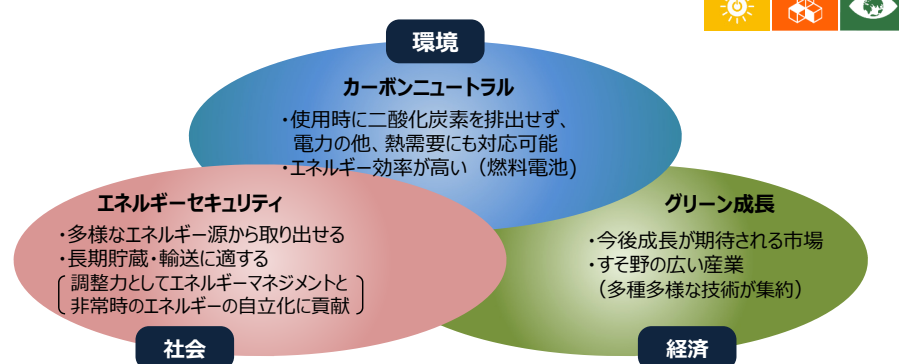 環境
カーボンニュートラル
・使用時に二酸化炭素を排出せず、
電力の他、熱需要にも対応可能
・エネルギー効率が高い（燃料電池)
エネルギーセキュリティ
・多様なエネルギー源から取り出せる
・長期貯蔵・輸送に適する
調整力としてエネルギーマネジメントと
非常時のエネルギーの自立化に貢献
社会
グリーン成長
・今後成長が期待される市場
・すそ野の広い産業
（多種多様な技術が集約）
経済